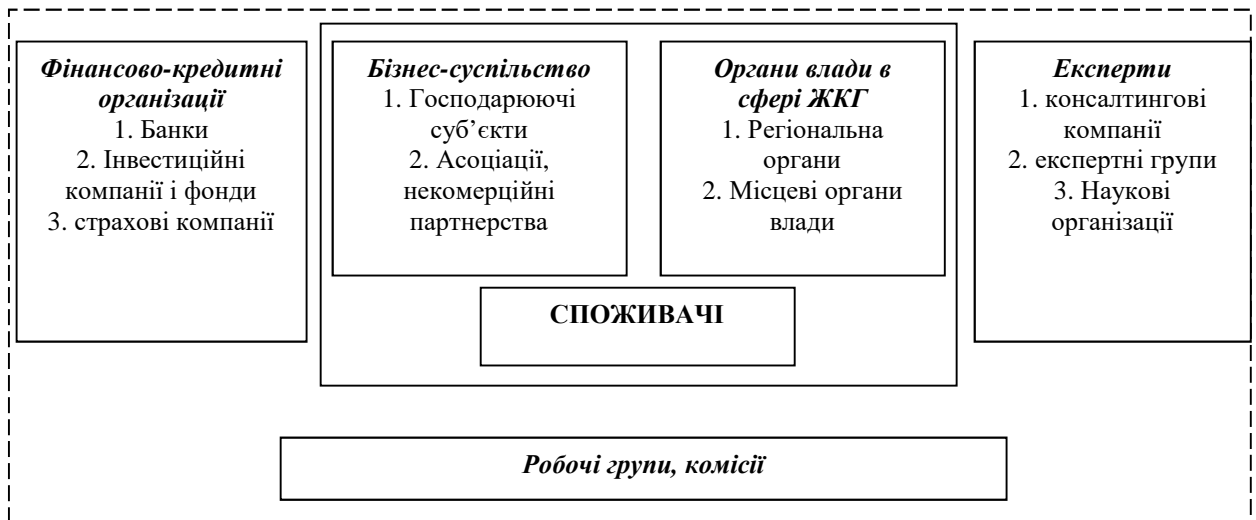 Фінансово-кредитні
організації
1. Банки
2. Інвестиційні
компанії і фонди
3. страхові компанії
Бізнес-суспільство
1. Господарюючі
суб’єкти
2. Асоціації,
некомерційні
партнерства
Органи влади в
сфері ЖКГ
1. Регіональна
органи
2. Місцеві органи
влади
Експерти
1. консалтингові
компанії
2. експертні групи
3. Наукові
організації
СПОЖИВАЧІ
Робочі групи, комісії